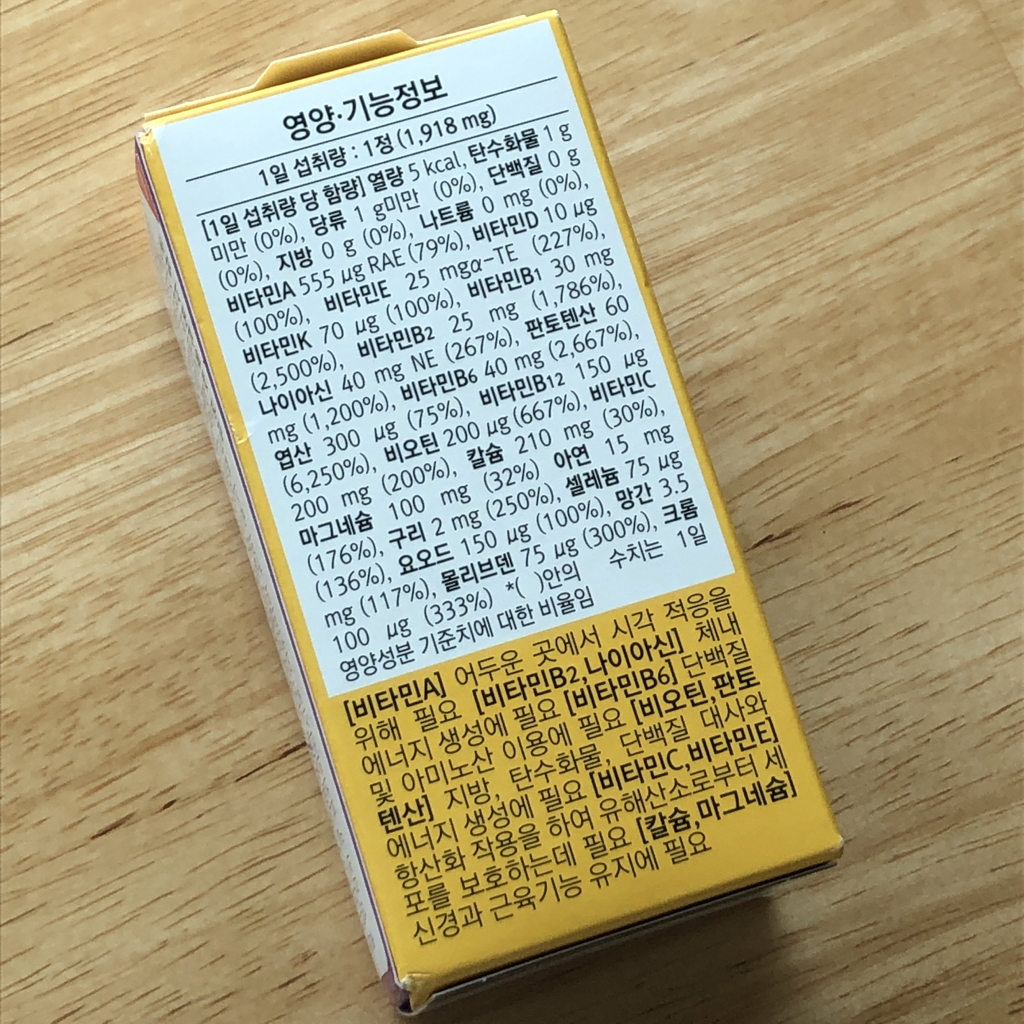 영양·기능정보
1일 섭취량 : 1정 (1,918 mg)
[1일 섭취량 당 함량] 열량 5 kcal, 탄수화물 1 g
미만 (0%), 당류 1 g미만 (0%), 단백질 0 g
(0%), 지방 0 g (0%), 나트륨 0 mg (0%),
비타민A 555 µg RAE (79%), 비타민D 10 µg
(100%), 비타민E 25 mgα-TE (227%),
비타민K 70 µg (100%), 비타민B1 30 mg
(2,500%), 비타민B2 25 mg (1,786%),
나이아신 40 mg NE (267%), 판토텐산 60
mg (1,200%), 비타민B6 40 mg (2,667%),
엽산 300 µg (75%), 비타민B12 150 µg
(6,250%), 비오틴 200 µg (667%), 비타민C
200 mg (200%), 칼슘 210 mg (30%),
마그네슘 100 mg (32%) 아연 15 mg
(176%), 구리 2 mg (250%), 셀레늄 75 µg
(136%), 요오드 150 µg (100%), 망간 3.5
mg (117%), 몰리브덴 75 µg (300%), 크롬
100 µg (333%) *( )안의 수치는 1일
영양성분 기준치에 대한 비율임
[비타민A] 어두운 곳에서 시각 적응을
위해 필요 [비타민B2,나이아신] 체내
에너지 생성에 필요 [비타민B6] 단백질
및 아미노산 이용에 필요 [비오틴,판토
텐산] 지방, 탄수화물, 단백질 대사와
에너지 생성에 필요 [비타민C,비타민E]
항산화 작용을 하여 유해산소로부터 세
포를 보호하는데 필요 [칼슘,마그네슘]
신경과 근육기능 유지에 필요